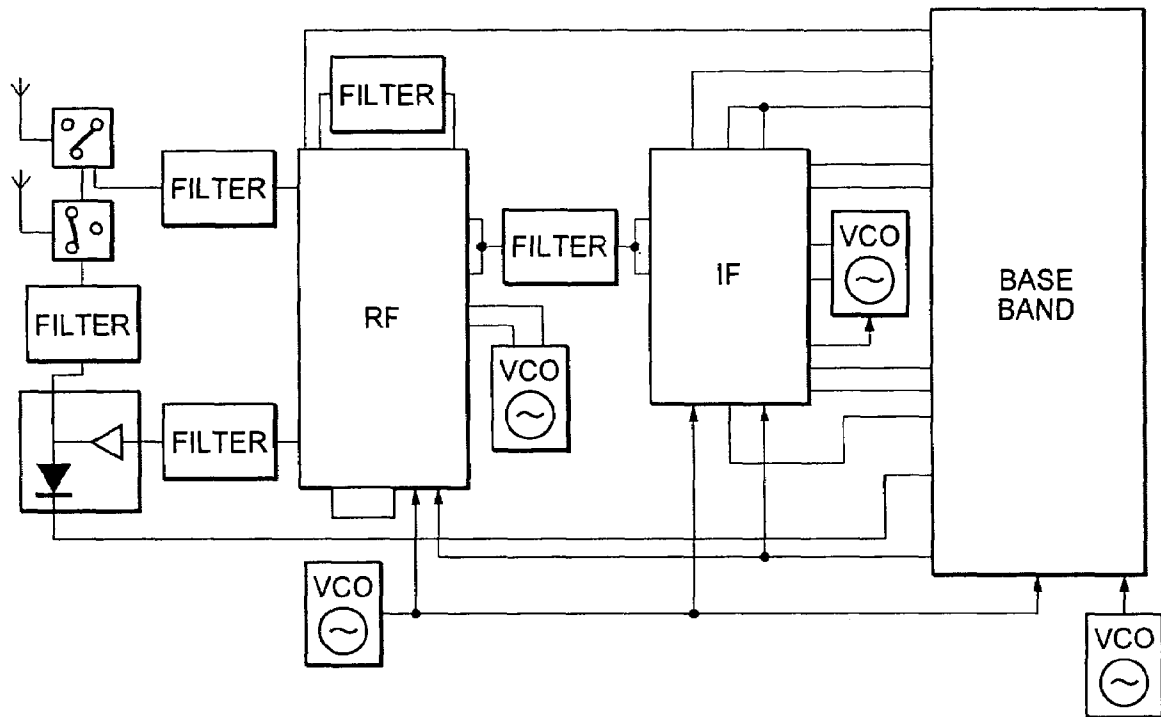 FILTER
FILTER
FILTER
FILTER
FILTER
RF
IF
VCO
VCO
BASE
BAND
VCO
VCO